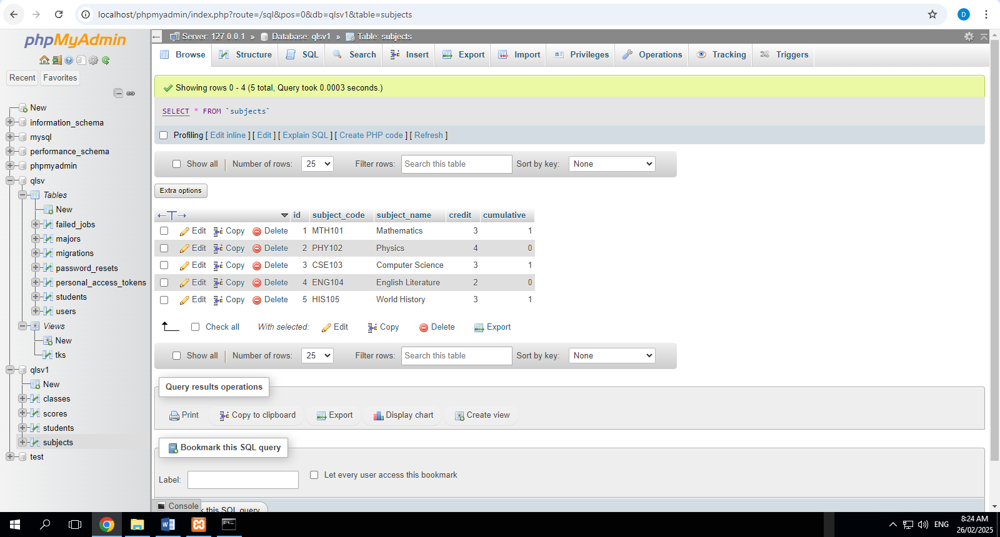 localhost/phpmyadmin/index.php?route=/sql&pos=0&db=qlsv1&table=subjects
D
phpMyAdmin
Recent
Favorites
New
information_schema
mysql
performance_schema
phpmyadmin
qlsv
Tables
New
failed_jobs
majors
migrations
password_resets
personal_access_tokens
students
users
Views
New
tks
qlsv1
New
classes
scores
students
subjects
test
Server: 127.0.0.1 » Database: qlsv1 » Table: subjects
Browse Structure SQL Search Insert Export Import Privileges Operations Tracking Triggers
Showing rows 0 - 4 (5 total, Query took 0.0003 seconds.)
SELECT * FROM `subjects`
Profiling [ Edit inline ] [ Edit ] [ Explain SQL ] [ Create PHP code ] [ Refresh ]
Show all Number of rows: 25 Filter rows: Search this table Sort by key: None
Extra options
id subject_code subject_name credit cumulative
Edit Copy Delete 1 MTH101 Mathematics 3 1
Edit Copy Delete 2 PHY102 Physics 4 0
Edit Copy Delete 3 CSE103 Computer Science 3 1
Edit Copy Delete 4 ENG104 English Literature 2 0
Edit Copy Delete 5 HIS105 World History 3 1
Check all With selected: Edit Copy Delete Export
Show all Number of rows: 25 Filter rows: Search this table Sort by key: None
Query results operations
Print Copy to clipboard Export Display chart Create view
Bookmark this SQL query
Label: Let every user access this bookmark
Console
k this SQL query
ENG
8:24 AM
26/02/2025